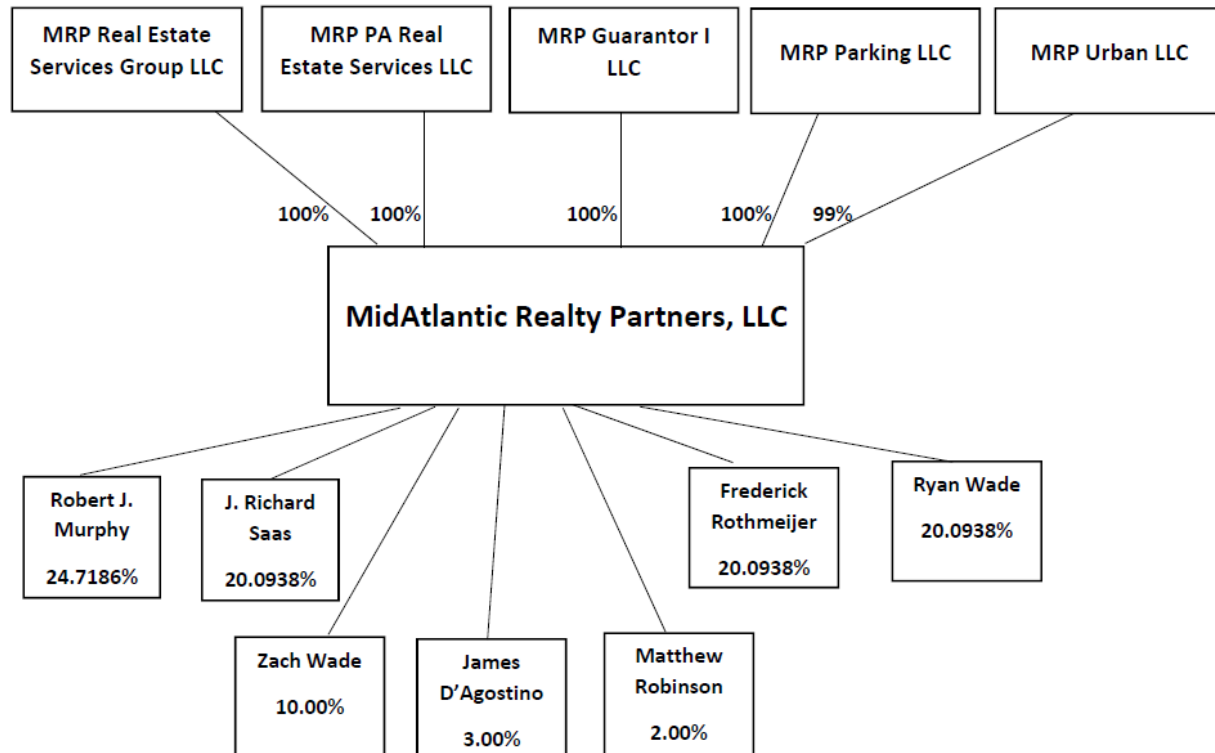 MRP Real Estate
Services Group LLC
MRP PA Real
Estate Services LLC
MRP Guarantor I
LLC
MRP Parking LLC
MRP Urban LLC
100%
100%
100%
100%
99%
MidAtlantic Realty Partners, LLC
Robert J.
Murphy
24.7186%
J. Richard
Saas
20.0938%
Frederick
Rothmeijer
20.0938%
Ryan Wade
20.0938%
Zach Wade
10.00%
James
D’Agostino
3.00%
Matthew
Robinson
2.00%